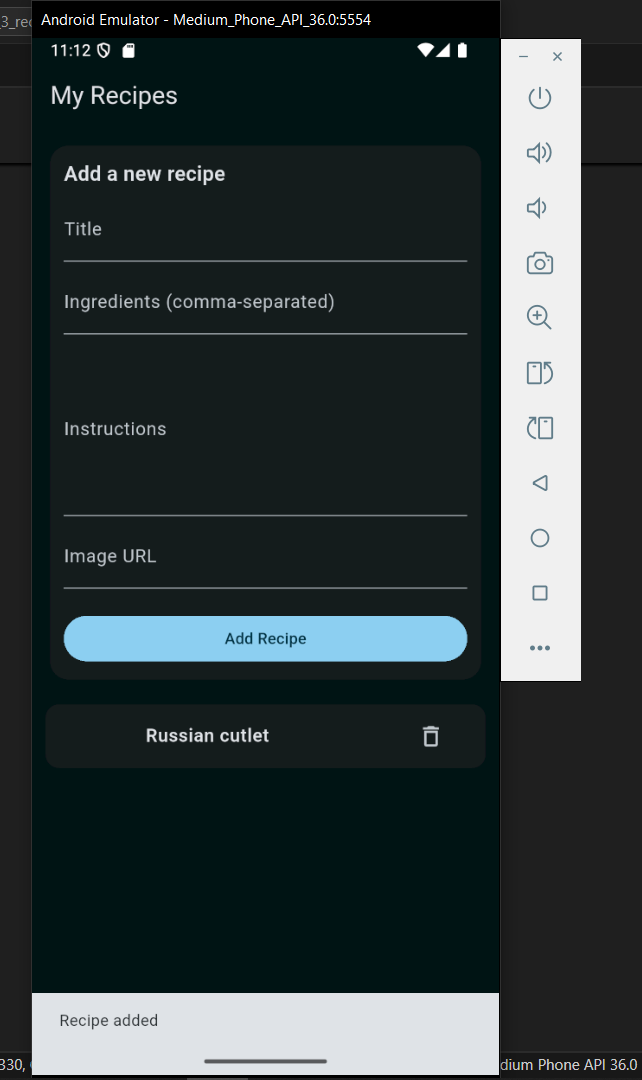 3_rec
Android Emulator - Medium_Phone_API_36.0:5554
11:12
My Recipes
Add a new recipe
Title
Ingredients (comma-separated)
Instructions
Image URL
Add Recipe
Russian cutlet
Recipe added
330,
dium Phone API 36.0